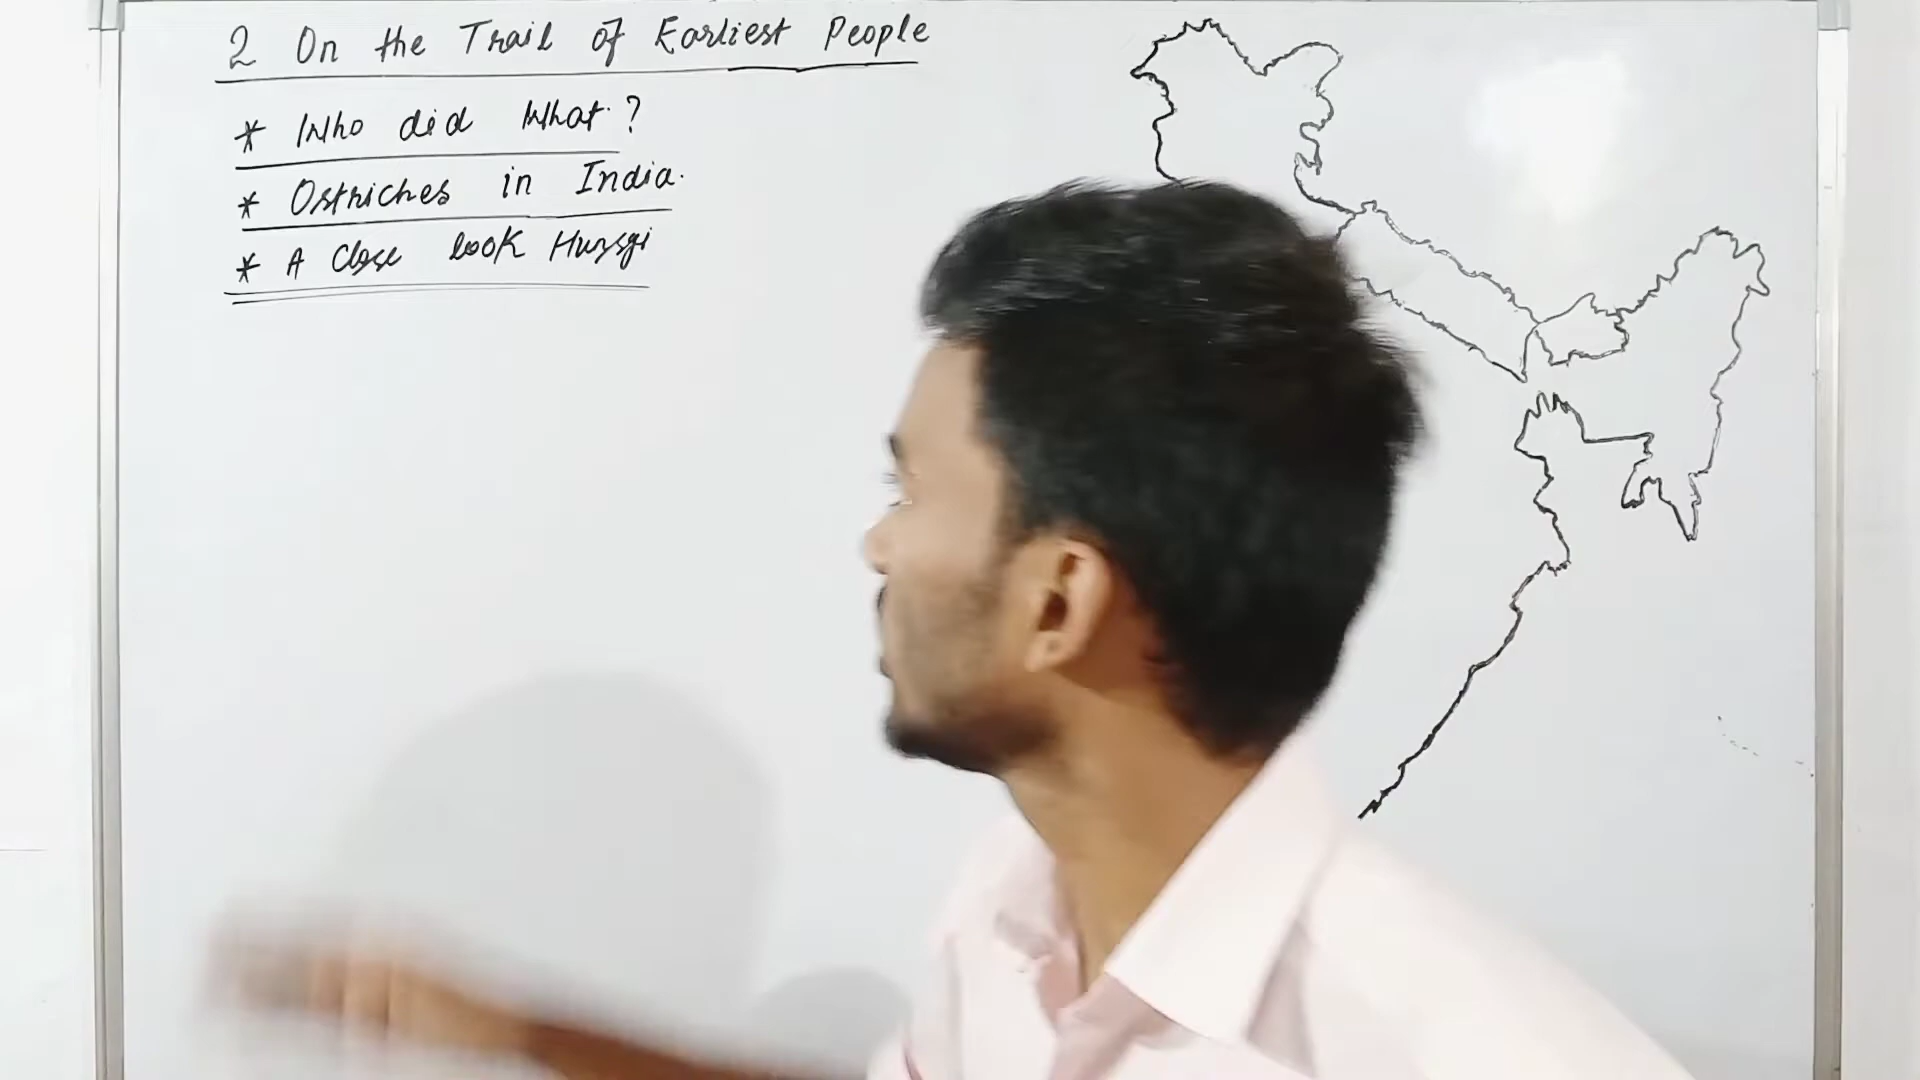 2 On the Trail of Earliest People
* Who did What?
* Ostriches in India.
* A Close look Hunsgi